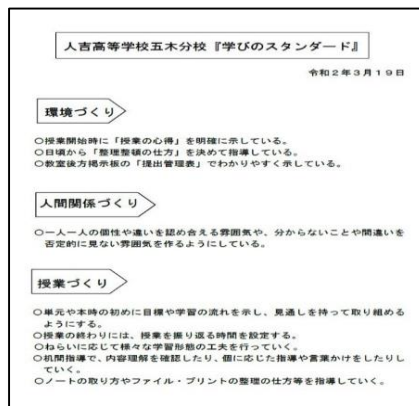 人吉高等学校五木分校『学びのスタンダード』
令和２年３月１９日
環境づくり
○授業開始時に「授業の心得」を明確に示している。
○日頃から「整理整頓の仕方」を決めて指導している。
○教室後方掲示板の「提出管理表」でわかりやすく示している。
人間関係づくり
○一人一人の個性や違いを認め合える雰囲気や、分からないことや間違いを
否定的に見ない雰囲気を作るようにしている。
授業づくり
○単元や本時の初めに目標や学習の流れを示し、見通しを持って取り組める
ようにする。
○授業の終わりには、授業を振り返る時間を設定する。
○ねらいに応じて様々な学習形態の工夫を行っていく。
○机間指導で、内容理解を確認したり、個に応じた指導や言葉かけをしたりし
ていく。
○ノートの取り方やファイル・プリントの整理の仕方等を指導していく。